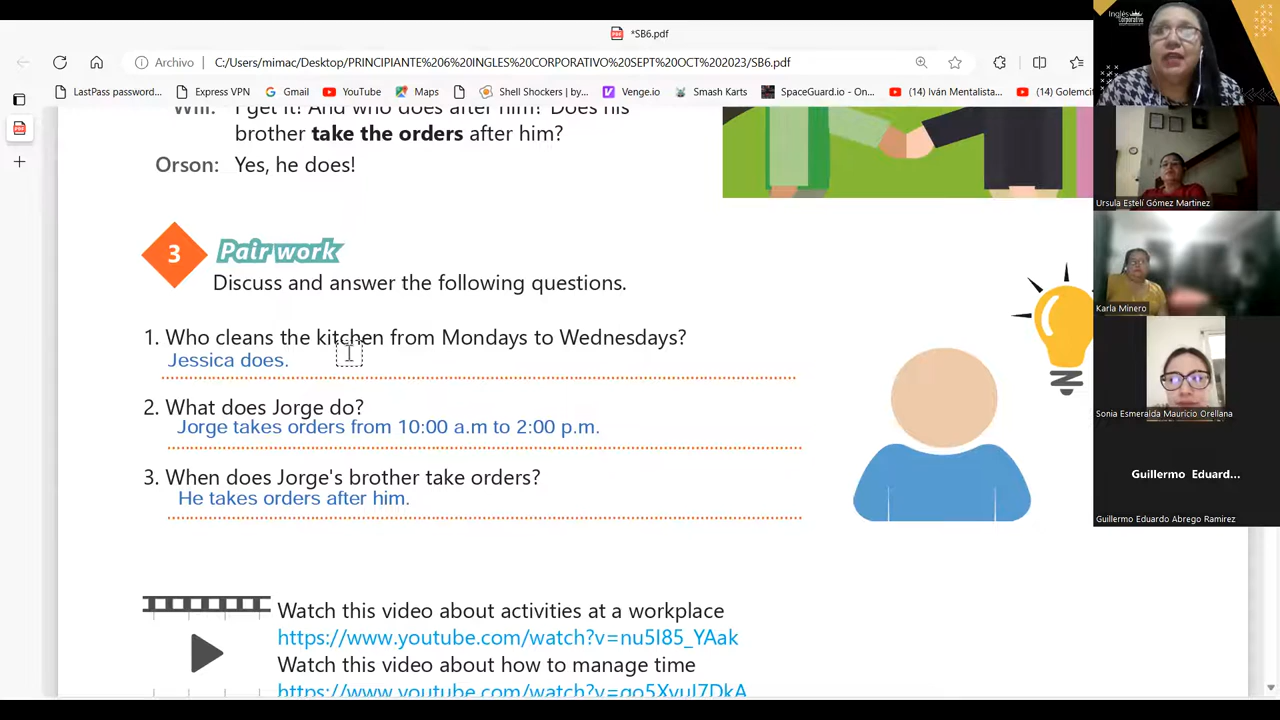 *SB6.pdf
Archivo
C:/Users/mimac/Desktop/PRINCIPIANTE%206%20INGLES%20CORPORATIVO%20SEPT%20OCT%202023/SB6.pdf
LastPass password...
Express VPN
Gmail
YouTube
Maps
Shell Shockers | by...
Venge.io
Smash Karts
SpaceGuard.io - On...
(14) Iván Mentalista...
(14) Golemcit
Will: I get it! And who does after him? Does his
brother take the orders after him?
Orson: Yes, he does!
3 Pair work
Discuss and answer the following questions.
1. Who cleans the kitchen from Mondays to Wednesdays?
Jessica does.
2. What does Jorge do?
Jorge takes orders from 10:00 a.m to 2:00 p.m.
3. When does Jorge's brother take orders?
He takes orders after him.
Watch this video about activities at a workplace
https://www.youtube.com/watch?v=nu5I85_YAak
Watch this video about how to manage time
Inglés
Corporativo
Ursula Estelí Gómez Martinez
Karla Minero
Sonia Esmeralda Mauricio Orellana
Guillermo Eduard...
Guillermo Eduardo Abrego Ramirez